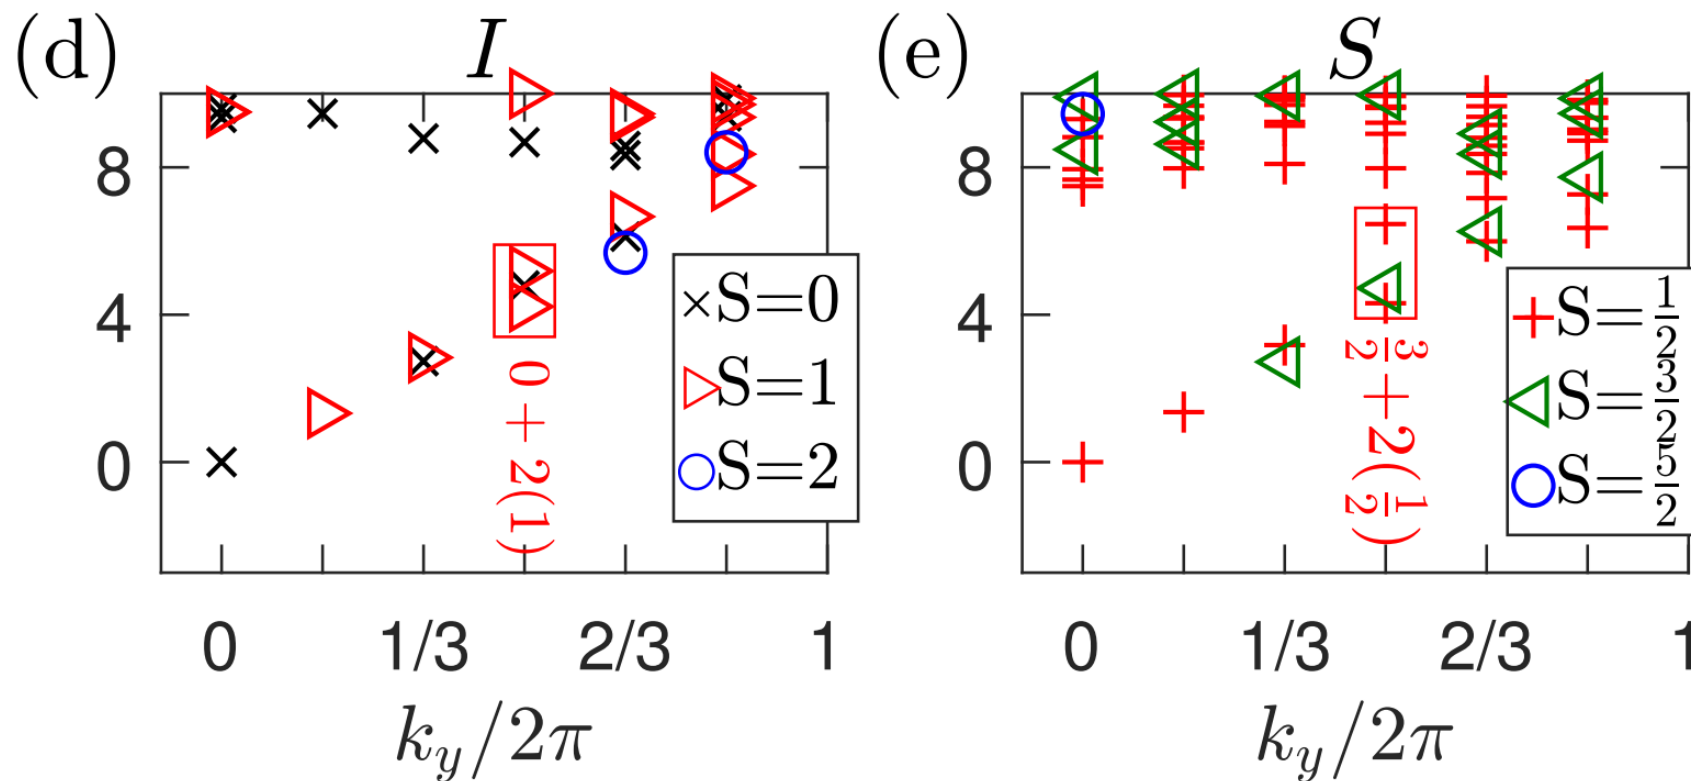 (d)
I
8
4
0
0 + 2(1)
×S=0
S=1
S=2
0
1/3
2/3
1
k_y/2π
(e)
S
8
4
0
3/2 + 2(1/2)
S=1/2
S=3/2
S=5/2
0
1/3
2/3
1
k_y/2π